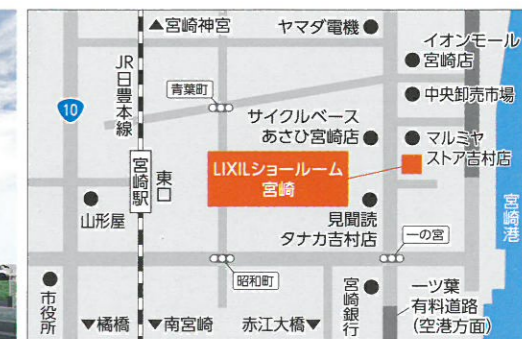 ▲宮崎神宮
ヤマダ電機
イオンモール
宮崎店
JR日豊本線
青葉町
中央卸売市場
10
サイクルベース
あさひ宮崎店
マルミヤ
ストア吉村店
LIXILショールーム
宮崎
宮崎駅
東口
山形屋
見聞読
タナカ吉村店
宮崎港
一の宮
昭和町
市役所
宮崎銀行
一ツ葉
有料道路
(空港方面)
▼橘橋
▼南宮崎
赤江大橋▼